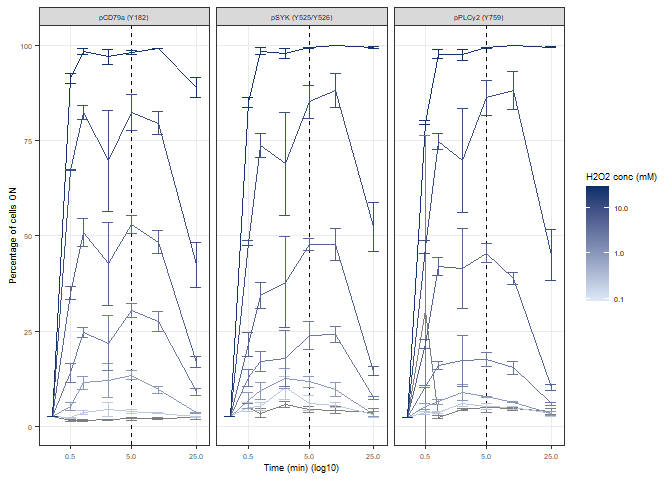 pCD79a (Y182)
pSYK (Y525/Y526)
pPLCy2 (Y759)
Percentage of cells ON
100
75
50
25
0
0.5
5.0
25.0
0.5
5.0
25.0
0.5
5.0
25.0
Time (min) (log10)
H2O2 conc (mM)
10.0
1.0
0.1